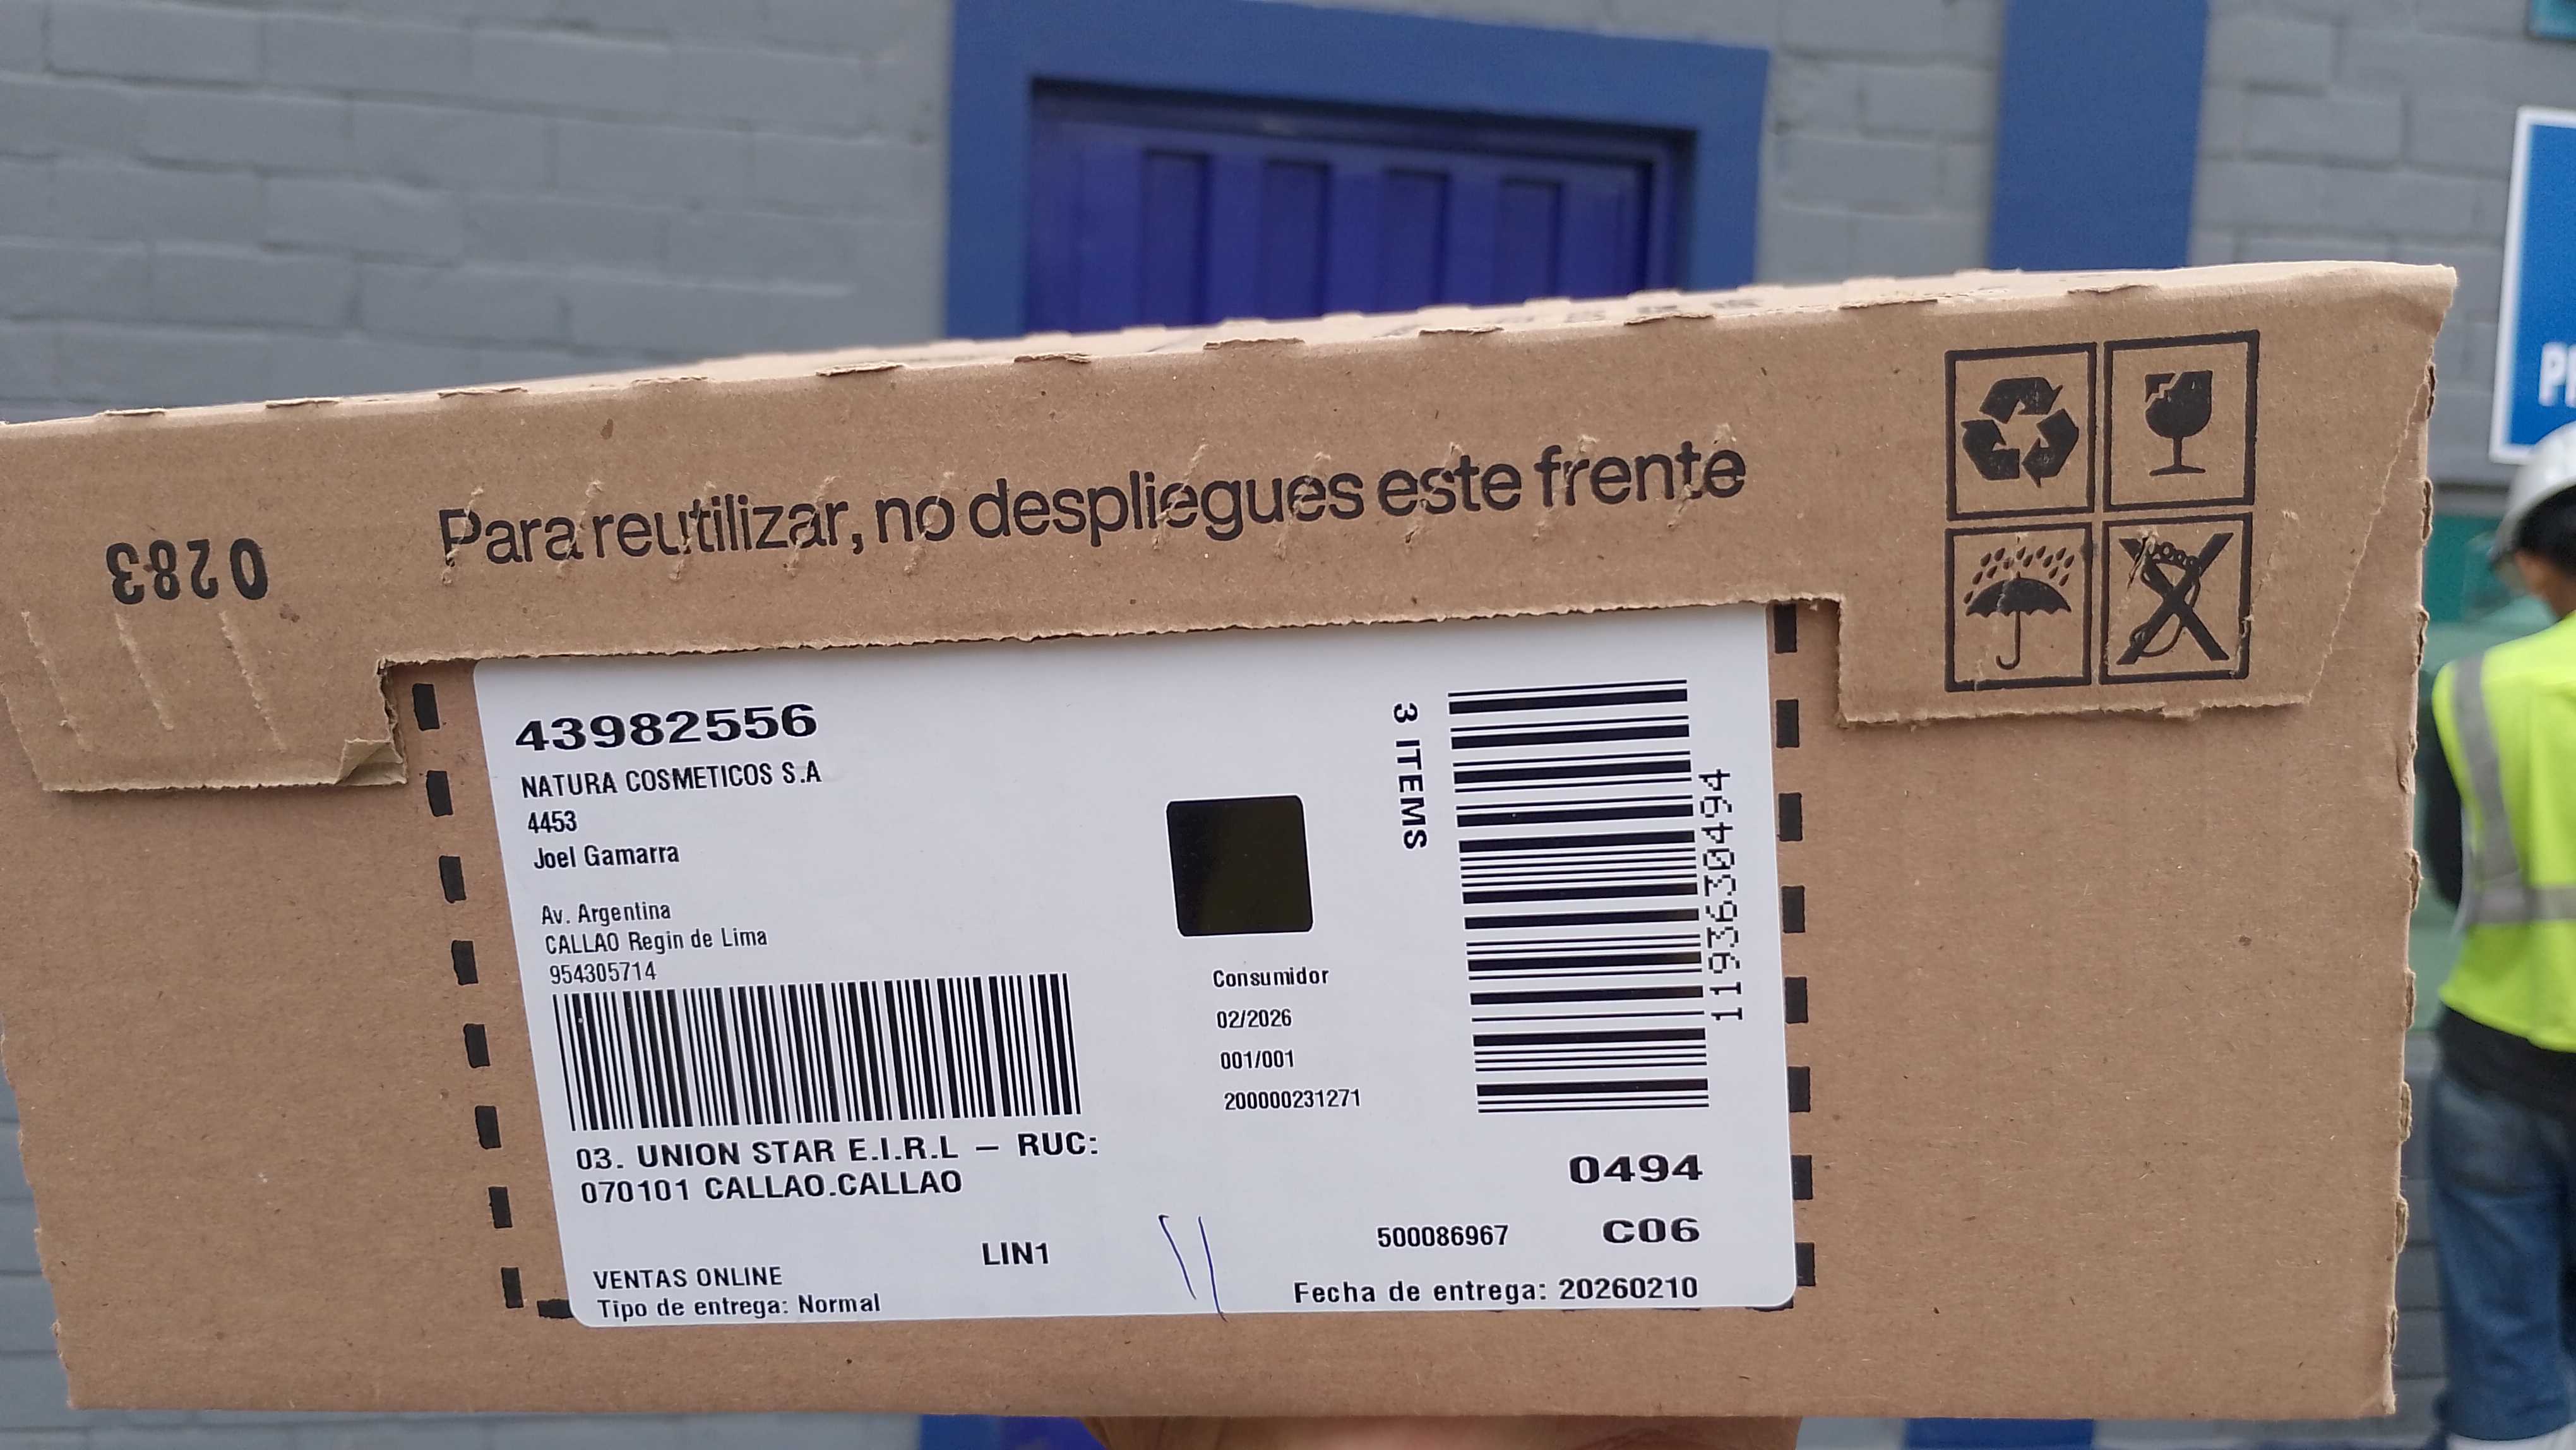 Para reutilizar, no despliegues este frente
0283
43982556
NATURA COSMETICOS S.A
4453
Joel Gamarra
Av. Argentina
CALLAO Regin de Lima
954305714
03. UNION STAR E.I.R.L – RUC:
070101 CALLAO.CALLAO
LIN1
VENTAS ONLINE
Tipo de entrega: Normal
Consumidor
02/2026
001/001
200000231271
3 ITEMS
11936630494
0494
500086967 C06
Fecha de entrega: 20260210